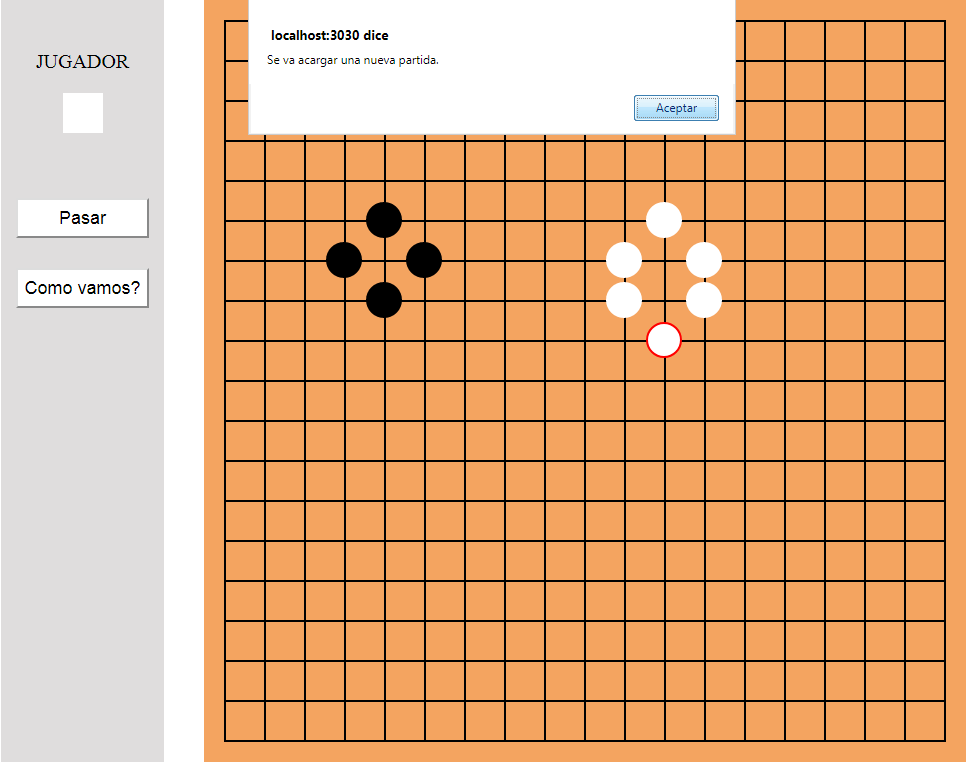 JUGADOR
Pasar
Como vamos?
localhost:3030 dice
Se va acargar una nueva partida.
Aceptar